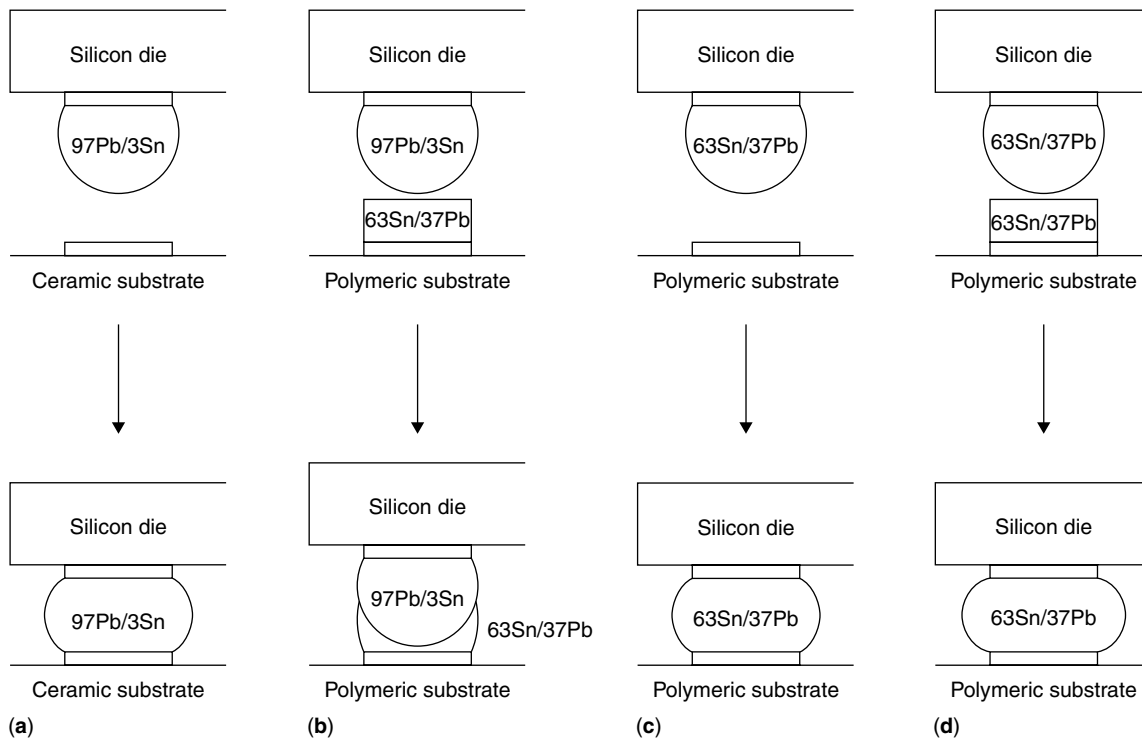 Silicon die
Silicon die
Silicon die
Silicon die
97Pb/3Sn
97Pb/3Sn
63Sn/37Pb
63Sn/37Pb
63Sn/37Pb
63Sn/37Pb
Ceramic substrate
Polymeric substrate
Polymeric substrate
Polymeric substrate
Silicon die
Silicon die
Silicon die
Silicon die
97Pb/3Sn
97Pb/3Sn
63Sn/37Pb
63Sn/37Pb
63Sn/37Pb
Ceramic substrate
Polymeric substrate
Polymeric substrate
Polymeric substrate
(a)
(b)
(c)
(d)